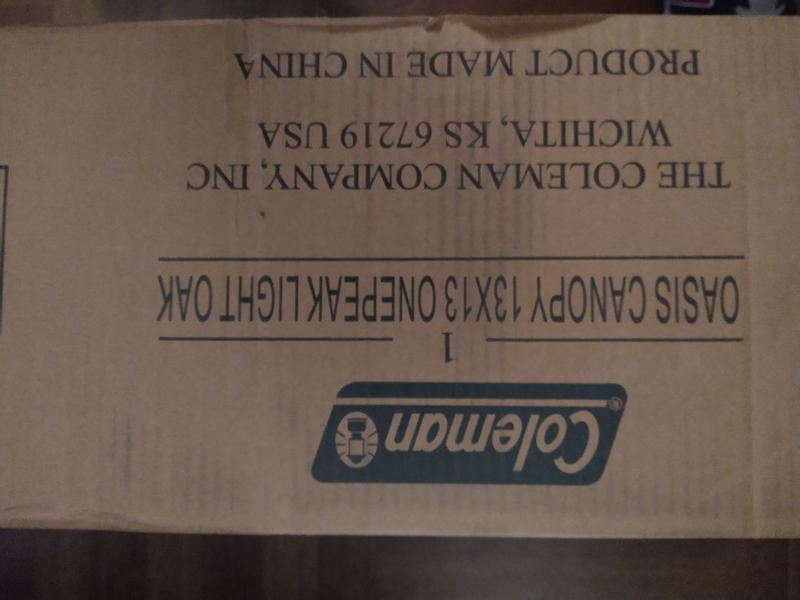 Coleman®
1
OASIS CANOPY 13X13 ONEPEAK LIGHT OAK
THE COLEMAN COMPANY, INC
WICHITA, KS 67219 USA
PRODUCT MADE IN CHINA